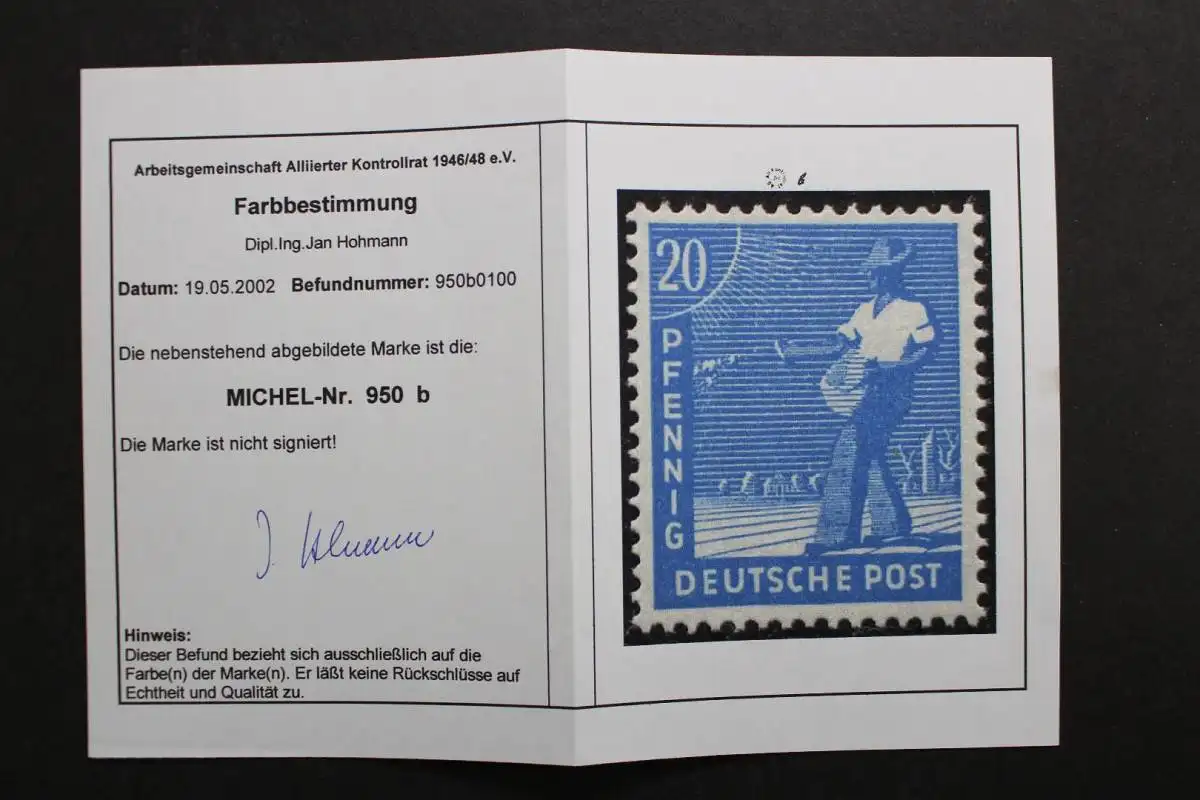 Arbeitsgemeinschaft Alliierter Kontrollrat 1946/48 e.V.
Farbbestimmung
Dipl.Ing.Jan Hohmann
Datum: 19.05.2002 Befundnummer: 950b0100
Die nebenstehend abgebildete Marke ist die:
MICHEL-Nr. 950 b
Die Marke ist nicht signiert!
J. Hohmann
Hinweis:
Dieser Befund bezieht sich ausschließlich auf die
Farbe(n) der Marke(n). Er läßt keine Rückschlüsse auf
Echtheit und Qualität zu.
b
20
PFENNIG
DEUTSCHE POST